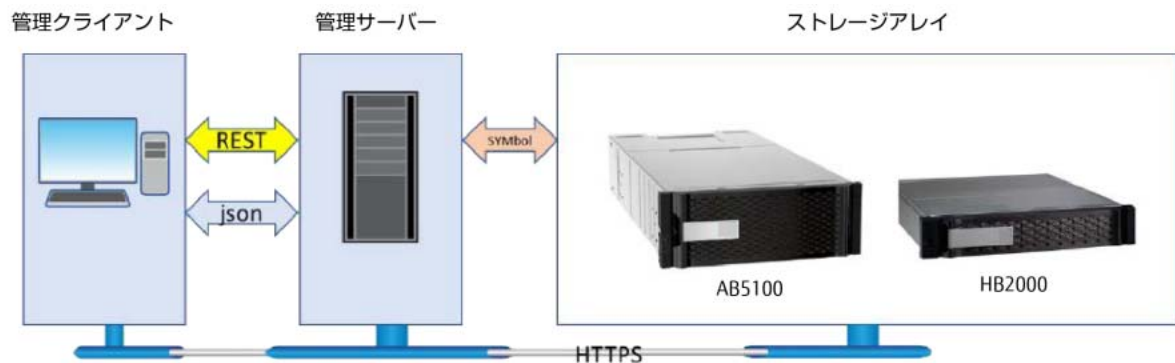 管理クライアント
管理サーバー
ストレージアレイ
REST
SYMbol
json
AB5100
HB2000
HTTPS